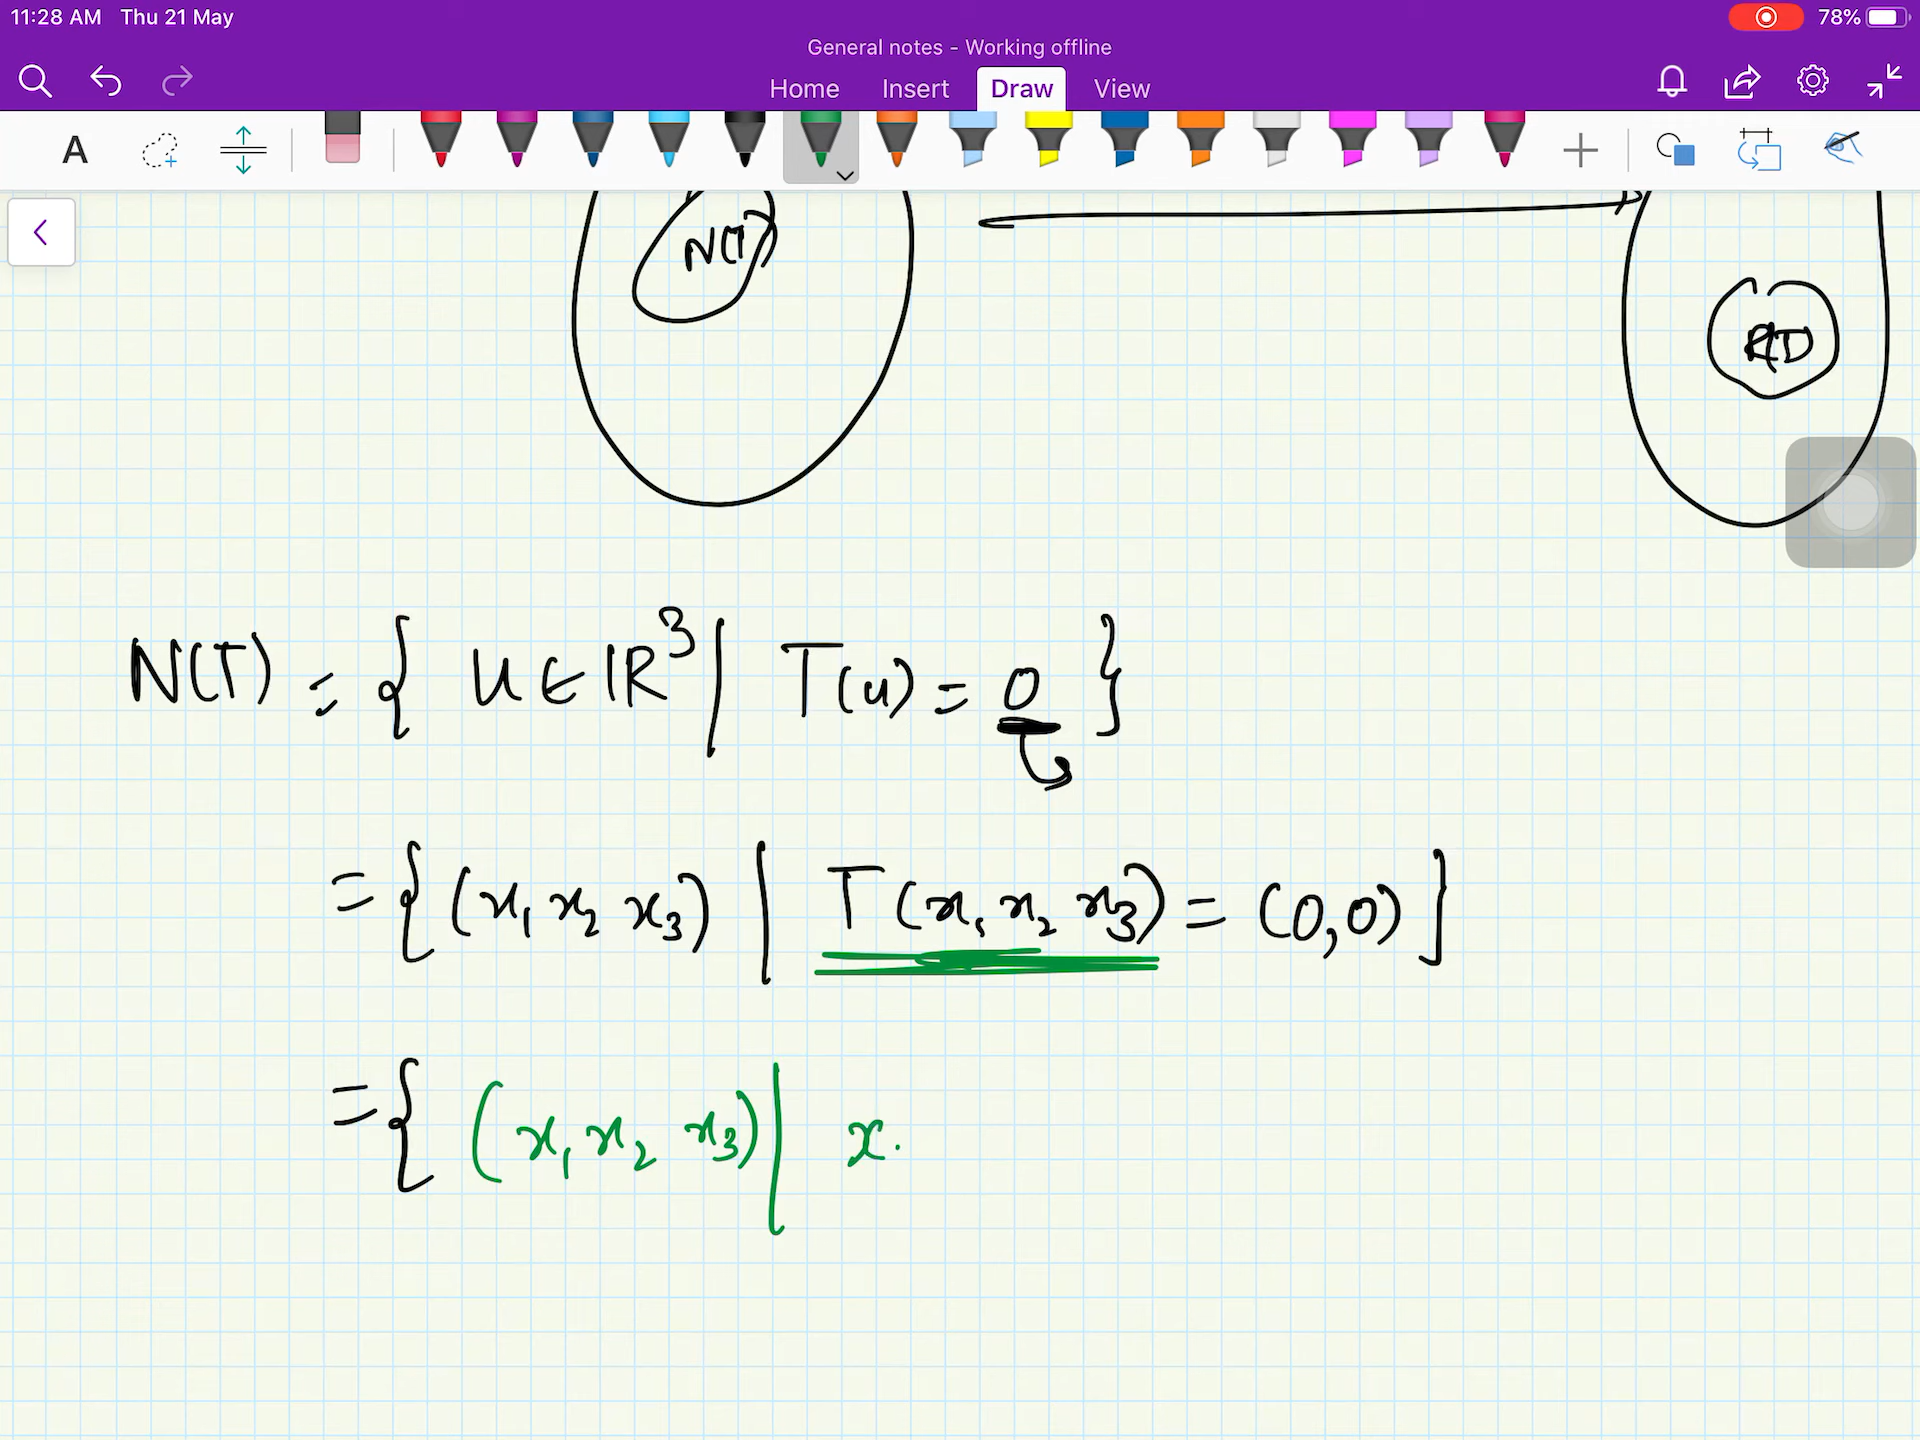 11:28 AM Thu 21 May
78%
General notes - Working offline
Home Insert Draw View
A
N(T)
R(T)
N(T) = { u ∈ ℝ³ | T(u) = 0 }
= { (x₁ x₂ x₃) | T(x₁ x₂ x₃) = (0,0) }
= { (x₁ x₂ x₃) | x